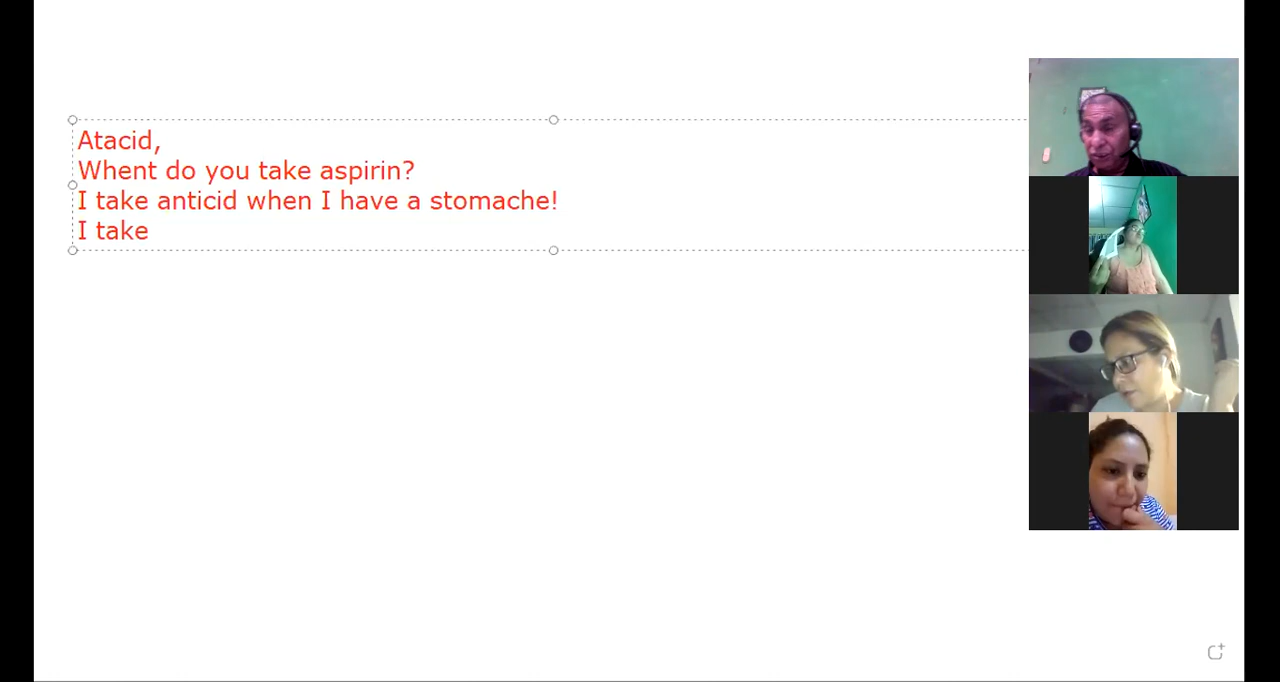 Atacid,
Whent do you take aspirin?
I take anticid when I have a stomache!
I take